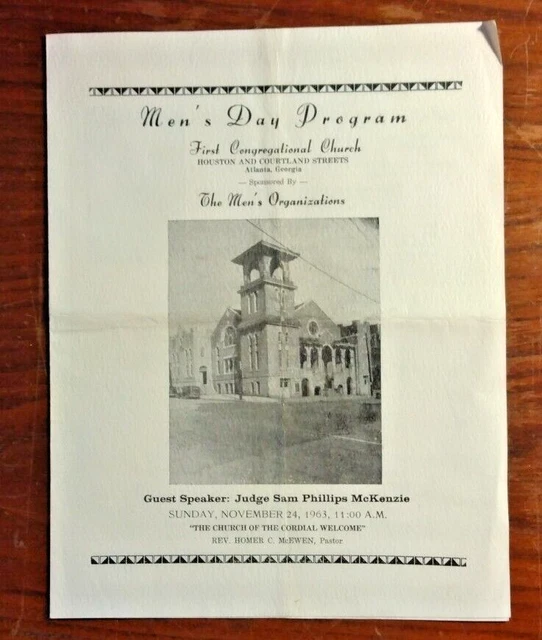 Men's Day Program
First Congregational Church
HOUSTON AND COURTLAND STREETS
Atlanta, Georgia
— Sponsored By —
The Men's Organizations
Guest Speaker: Judge Sam Phillips McKenzie
SUNDAY, NOVEMBER 24, 1963, 11:00 A.M.
"THE CHURCH OF THE CORDIAL WELCOME"
REV. HOMER C. McEWEN, Pastor